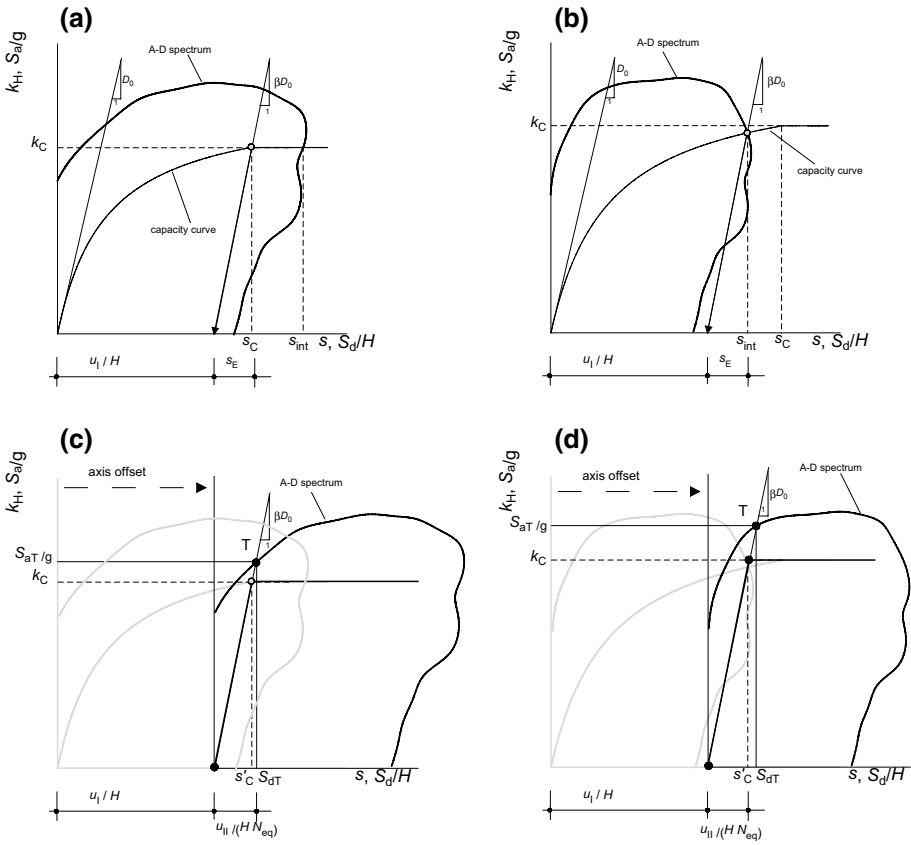 (a)
k_H, S_a/g
A-D spectrum
D_0
1
βD_0
1
k_C
capacity curve
s_C
s_int
s, S_d/H
u_I / H
s_E
(b)
k_H, S_a/g
A-D spectrum
D_0
1
βD_0
1
k_C
capacity curve
s_int
s_C
s, S_d/H
u_I / H
s_E
(c)
k_H, S_a/g
axis offset
A-D spectrum
βD_0
1
T
S_aT/g
k_C
s'_C S_dT
s, S_d/H
u_I / H
u_II /(H N_eq)
(d)
k_H, S_a/g
axis offset
A-D spectrum
βD_0
1
T
S_aT/g
k_C
s'_C S_dT
s, S_d/H
u_I / H
u_II /(H N_eq)